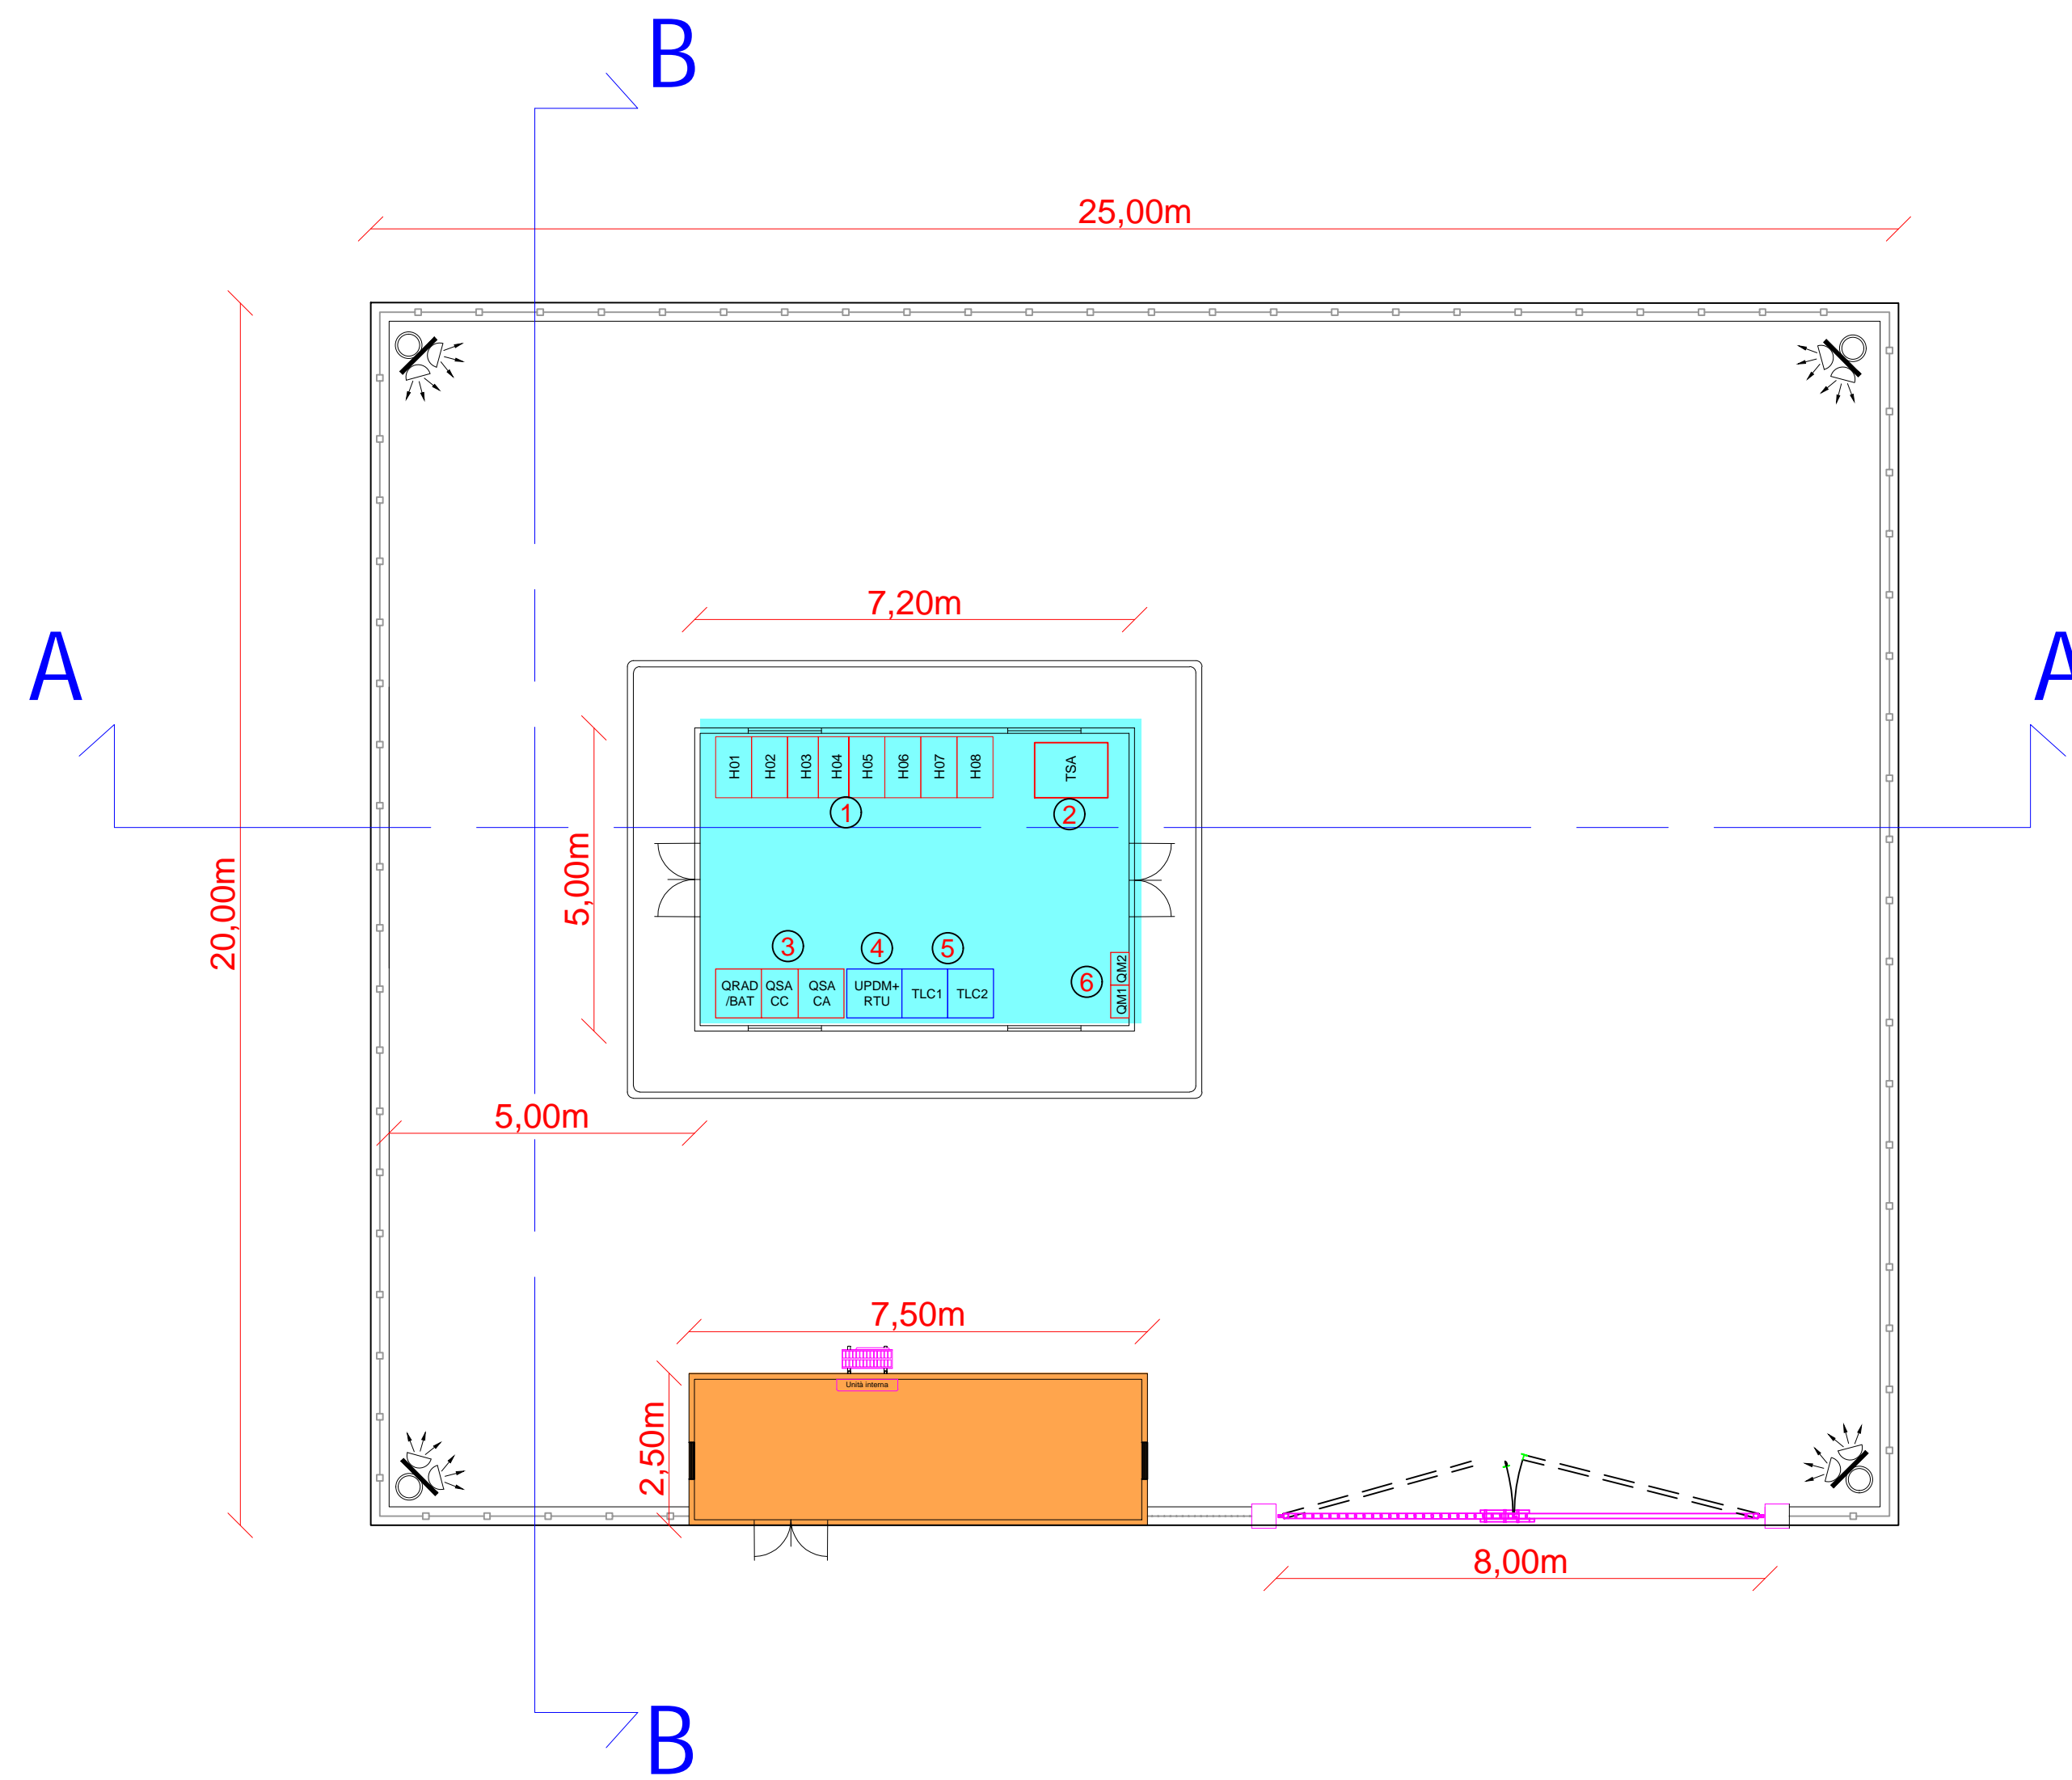 B
25,00m
7,20m
A
A
H01
H02
H03
H04
H05
H06
H07
H08
TSA
1
2
5,00m
20,00m
3
4
5
6
QM2
QM1
QRAD
/BAT
QSA
CC
QSA
CA
UPDM+
RTU
TLC1
TLC2
5,00m
7,50m
Unità interna
2,50m
8,00m
B